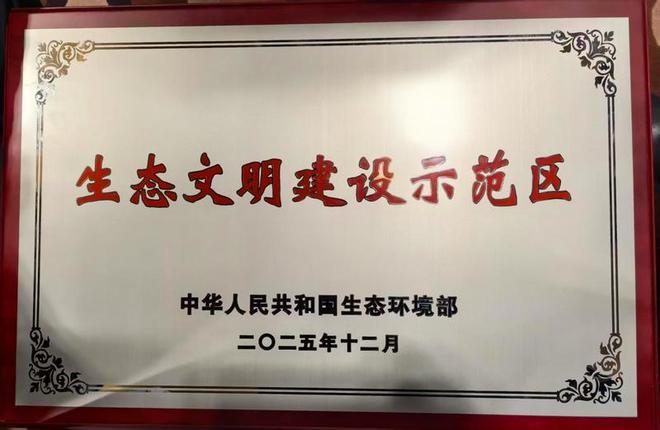 生态文明建设示范区
中华人民共和国生态环境部
二〇二五年十二月